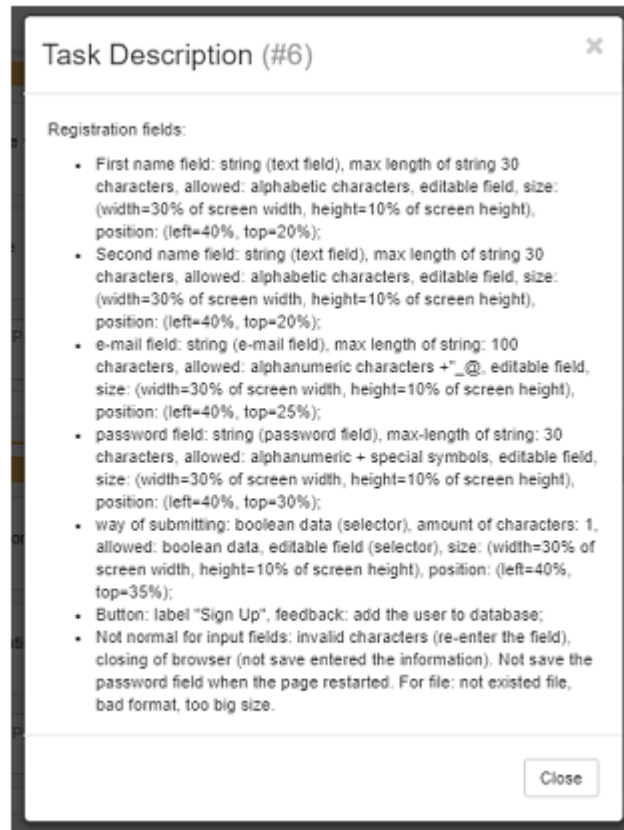 Task Description (#6)
×
Registration fields:
• First name field: string (text field), max length of string 30
characters, allowed: alphabetic characters, editable field, size:
(width=30% of screen width, height=10% of screen height),
position: (left=40%, top=20%);
• Second name field: string (text field), max length of string 30
characters, allowed: alphabetic characters, editable field, size:
(width=30% of screen width, height=10% of screen height),
position: (left=40%, top=20%);
• e-mail field: string (e-mail field), max length of string: 100
characters, allowed: alphanumeric characters +"_@, editable field,
size: (width=30% of screen width, height=10% of screen height),
position: (left=40%, top=25%);
• password field: string (password field), max-length of string: 30
characters, allowed: alphanumeric + special symbols, editable field,
size: (width=30% of screen width, height=10% of screen height),
position: (left=40%, top=30%);
• way of submitting: boolean data (selector), amount of characters: 1,
allowed: boolean data, editable field (selector), size: (width=30% of
screen width, height=10% of screen height), position: (left=40%,
top=35%);
• Button: label "Sign Up", feedback: add the user to database;
• Not normal for input fields: invalid characters (re-enter the field),
closing of browser (not save entered the information). Not save the
password field when the page restarted. For file: not existed file,
bad format, too big size.
Close